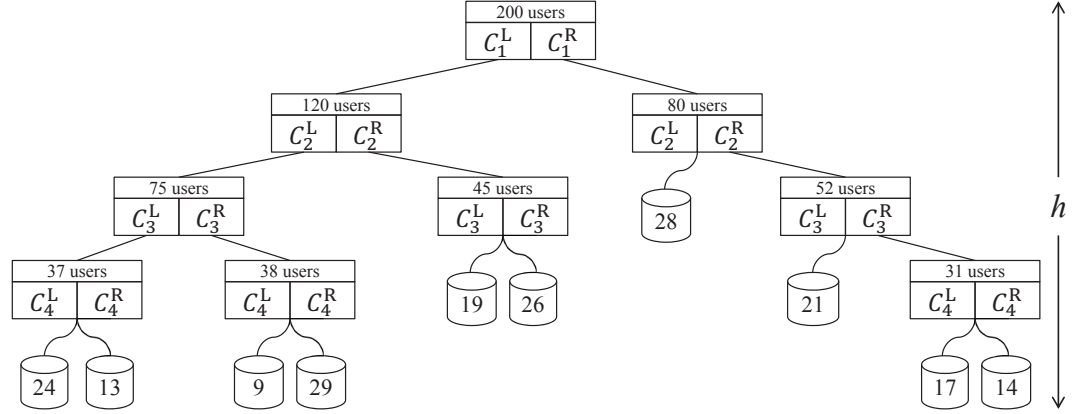 200 users
C_1^L C_1^R
120 users
80 users
C_2^L C_2^R
C_2^L C_2^R
75 users
45 users
28
52 users
C_3^L C_3^R
C_3^L C_3^R
C_3^L C_3^R
h
37 users
38 users
31 users
C_4^L C_4^R
C_4^L C_4^R
19
26
21
C_4^L C_4^R
24
13
9
29
17
14